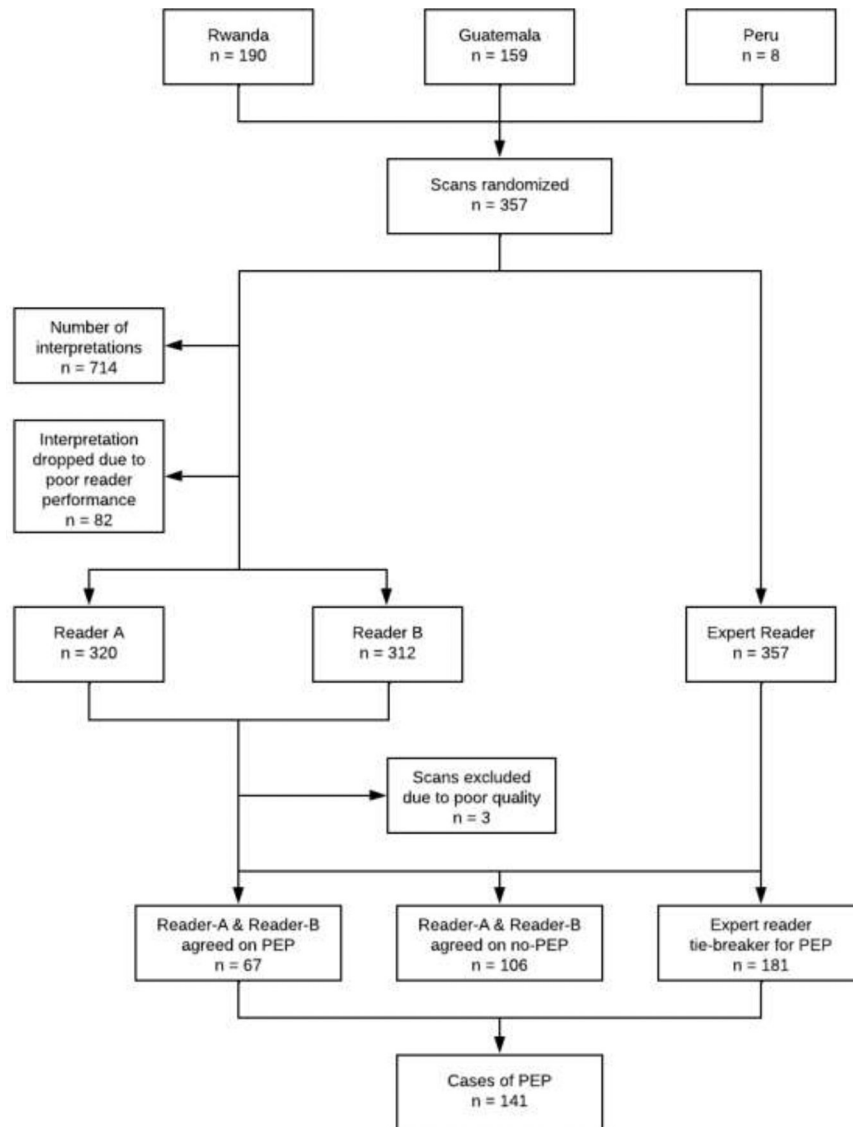 Rwanda
n = 190
Guatemala
n = 159
Peru
n = 8
Scans randomized
n = 357
Number of
interpretations
n = 714
Interpretation
dropped due to
poor reader
performance
n = 82
Reader A
n = 320
Reader B
n = 312
Expert Reader
n = 357
Scans excluded
due to poor quality
n = 3
Reader-A & Reader-B
agreed on PEP
n = 67
Reader-A & Reader-B
agreed on no-PEP
n = 106
Expert reader
tie-breaker for PEP
n = 181
Cases of PEP
n = 141